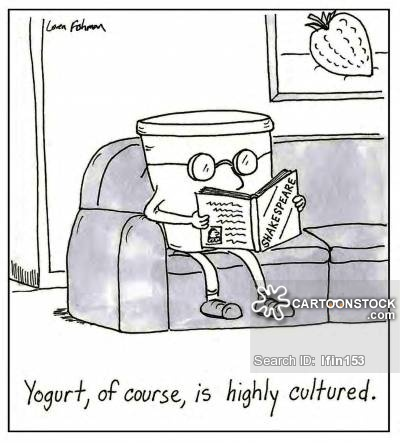 Loren Fishman
SHAKESPEARE
CARTOONSTOCK
.com
Search ID: lfin153
Yogurt, of course, is highly cultured.